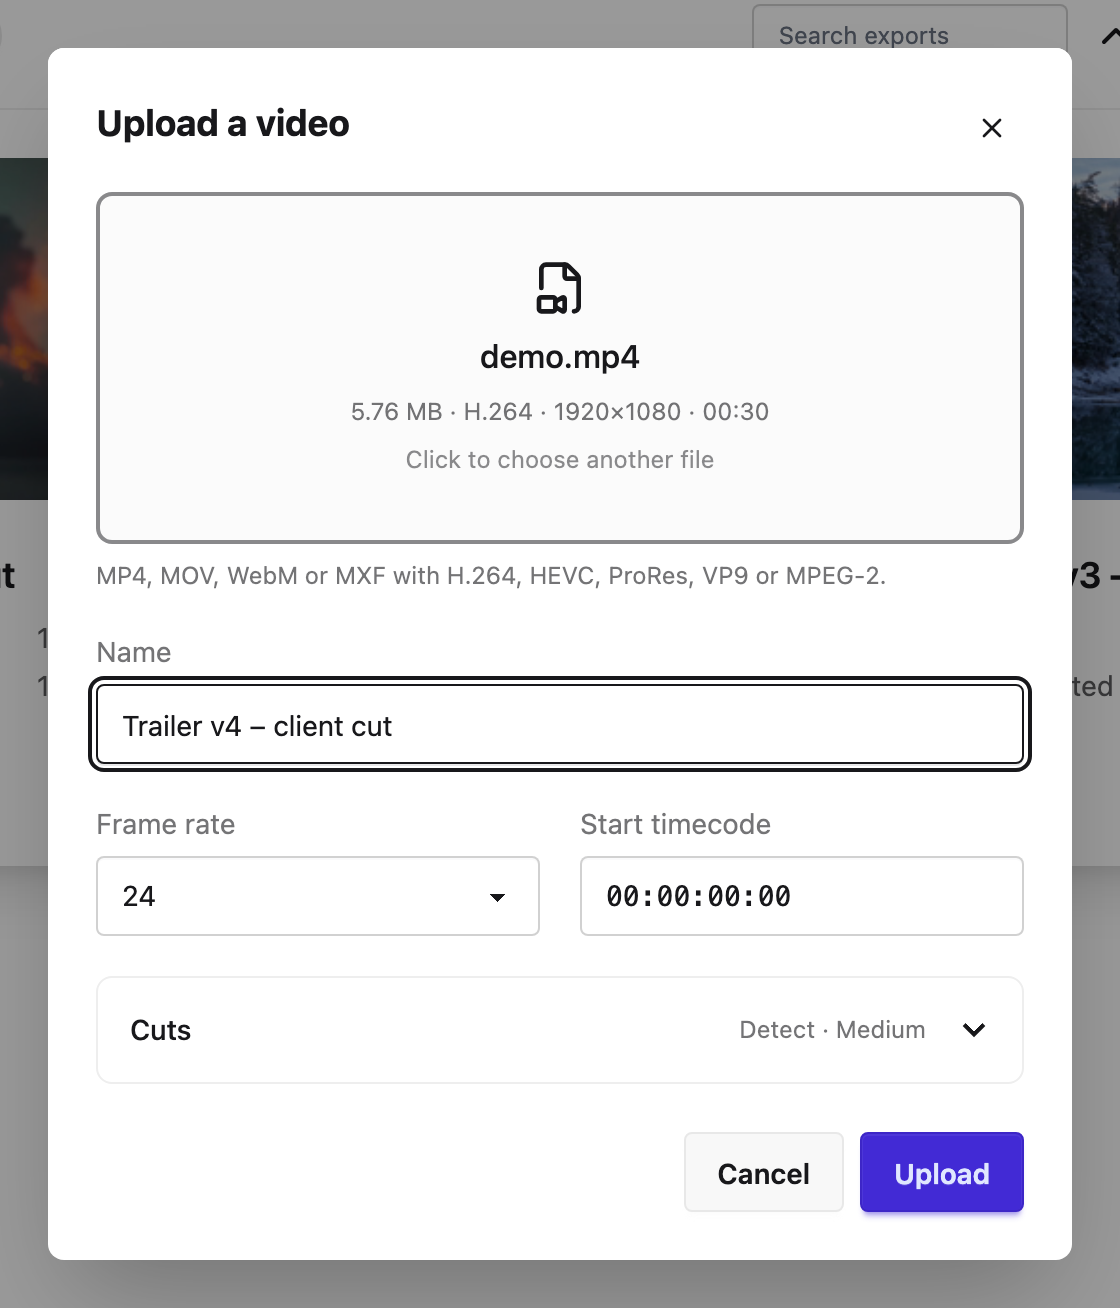 Search exports
Upload a video
demo.mp4
5.76 MB · H.264 · 1920×1080 · 00:30
Click to choose another file
MP4, MOV, WebM or MXF with H.264, HEVC, ProRes, VP9 or MPEG-2.
Name
Trailer v4 – client cut
Frame rate
Start timecode
24
00:00:00:00
Cuts
Detect · Medium
Cancel
Upload